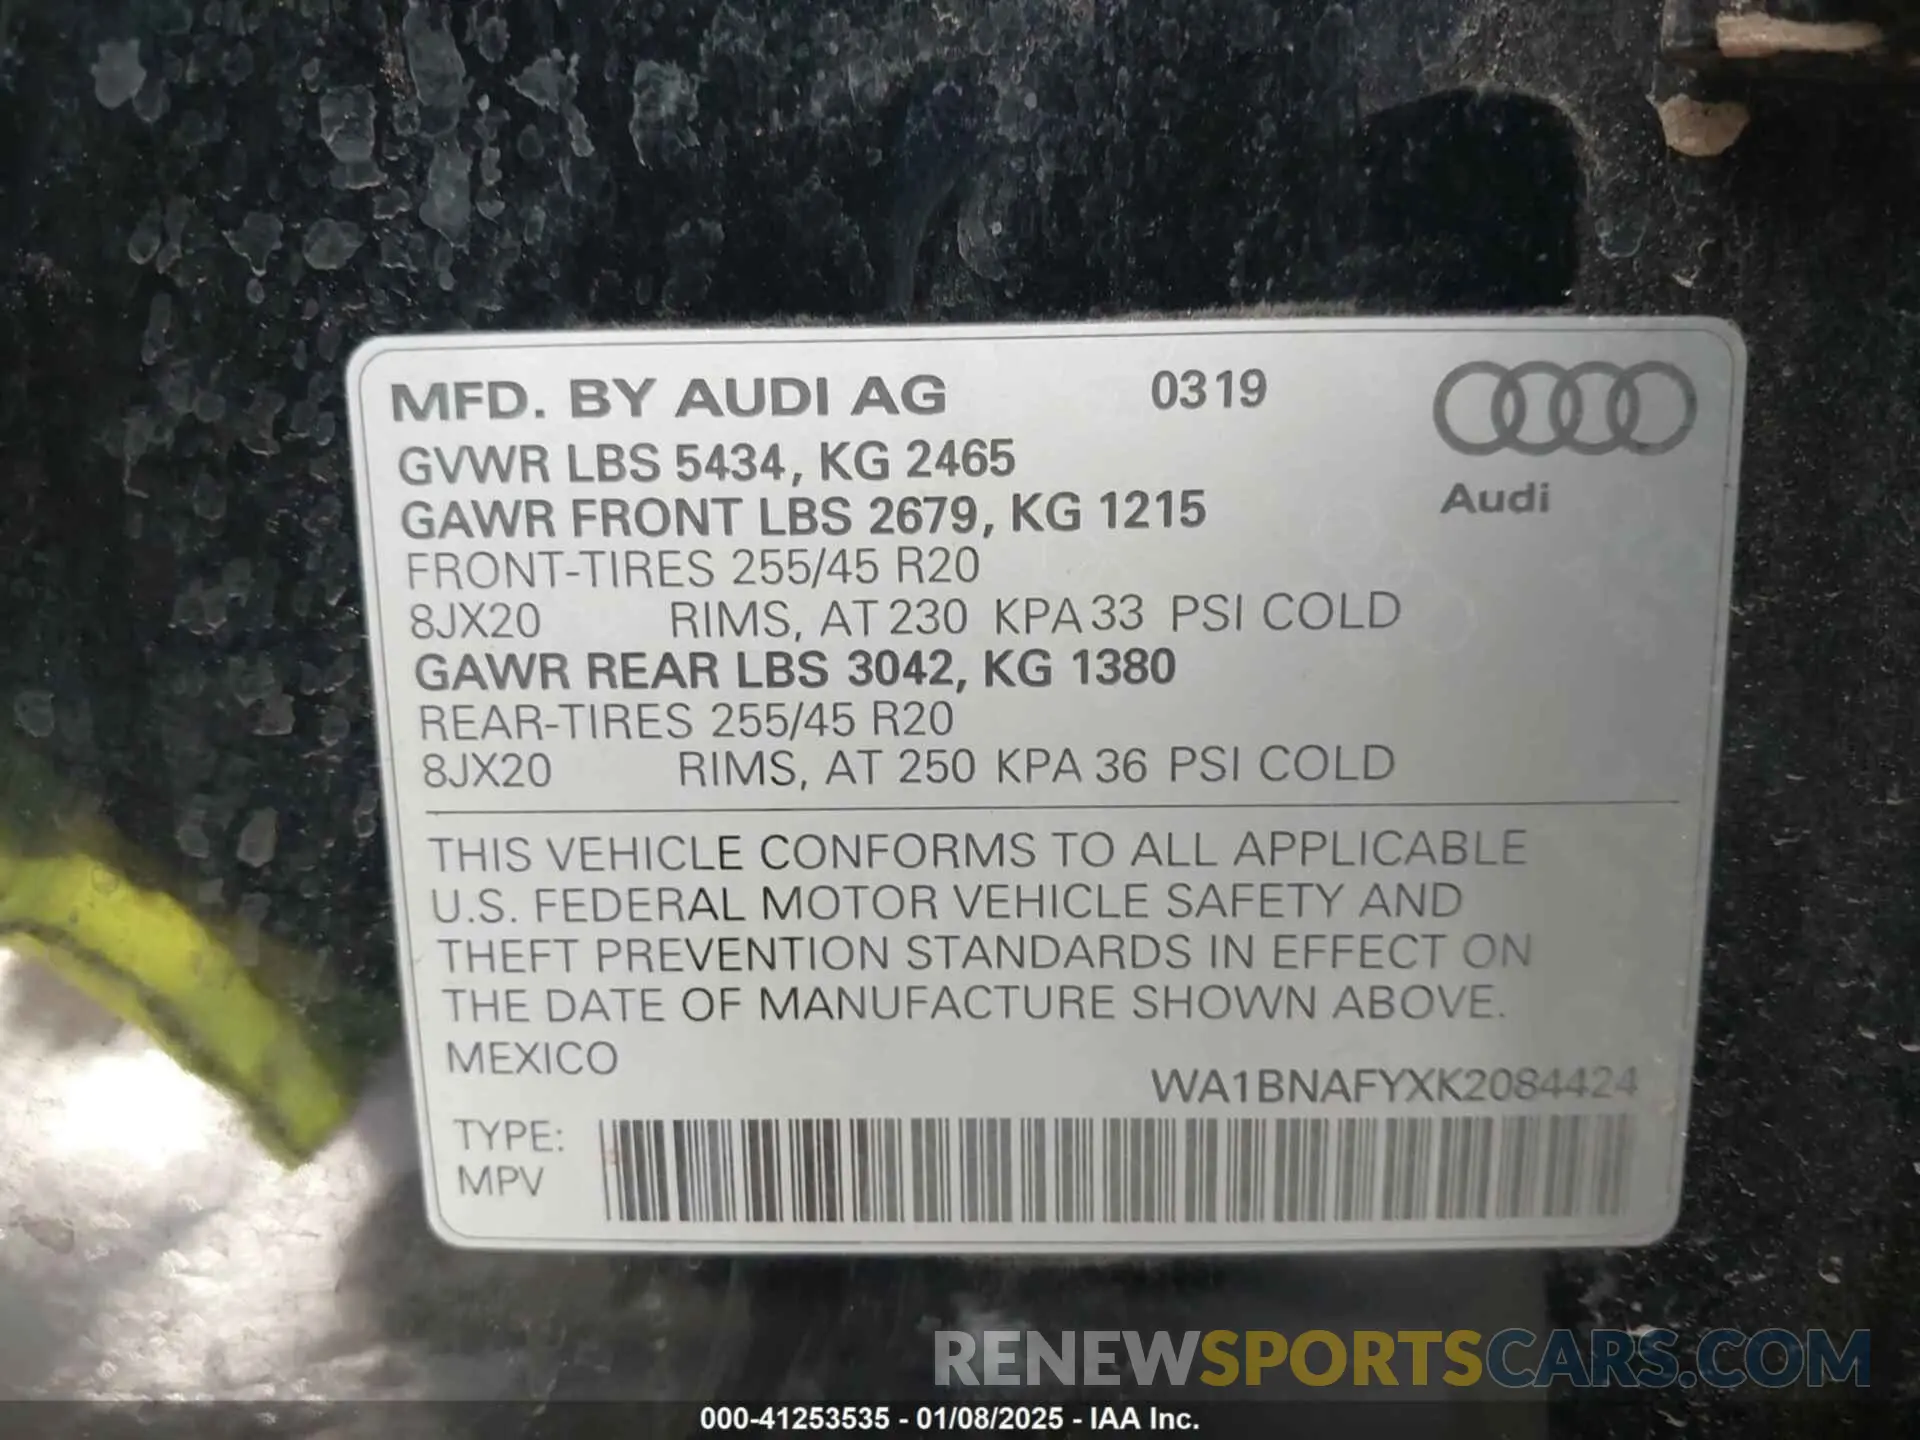 MFD. BY AUDI AG 0319
GVWR LBS 5434, KG 2465
GAWR FRONT LBS 2679, KG 1215
Audi
FRONT-TIRES 255/45 R20
8JX20 RIMS, AT 230 KPA 33 PSI COLD
GAWR REAR LBS 3042, KG 1380
REAR-TIRES 255/45 R20
8JX20 RIMS, AT 250 KPA 36 PSI COLD
THIS VEHICLE CONFORMS TO ALL APPLICABLE
U.S. FEDERAL MOTOR VEHICLE SAFETY AND
THEFT PREVENTION STANDARDS IN EFFECT ON
THE DATE OF MANUFACTURE SHOWN ABOVE.
MEXICO
WA1BNAFYXK2084424
TYPE:
MPV
RENEWSPORTSCARS.COM
000-41253535 - 01/08/2025 - IAA Inc.